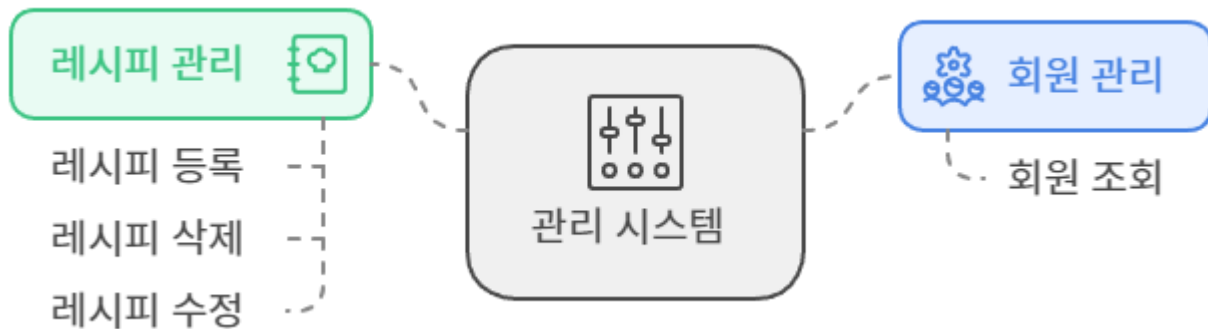 레시피 관리
레시피 등록
레시피 삭제
레시피 수정
관리 시스템
회원 관리
회원 조회